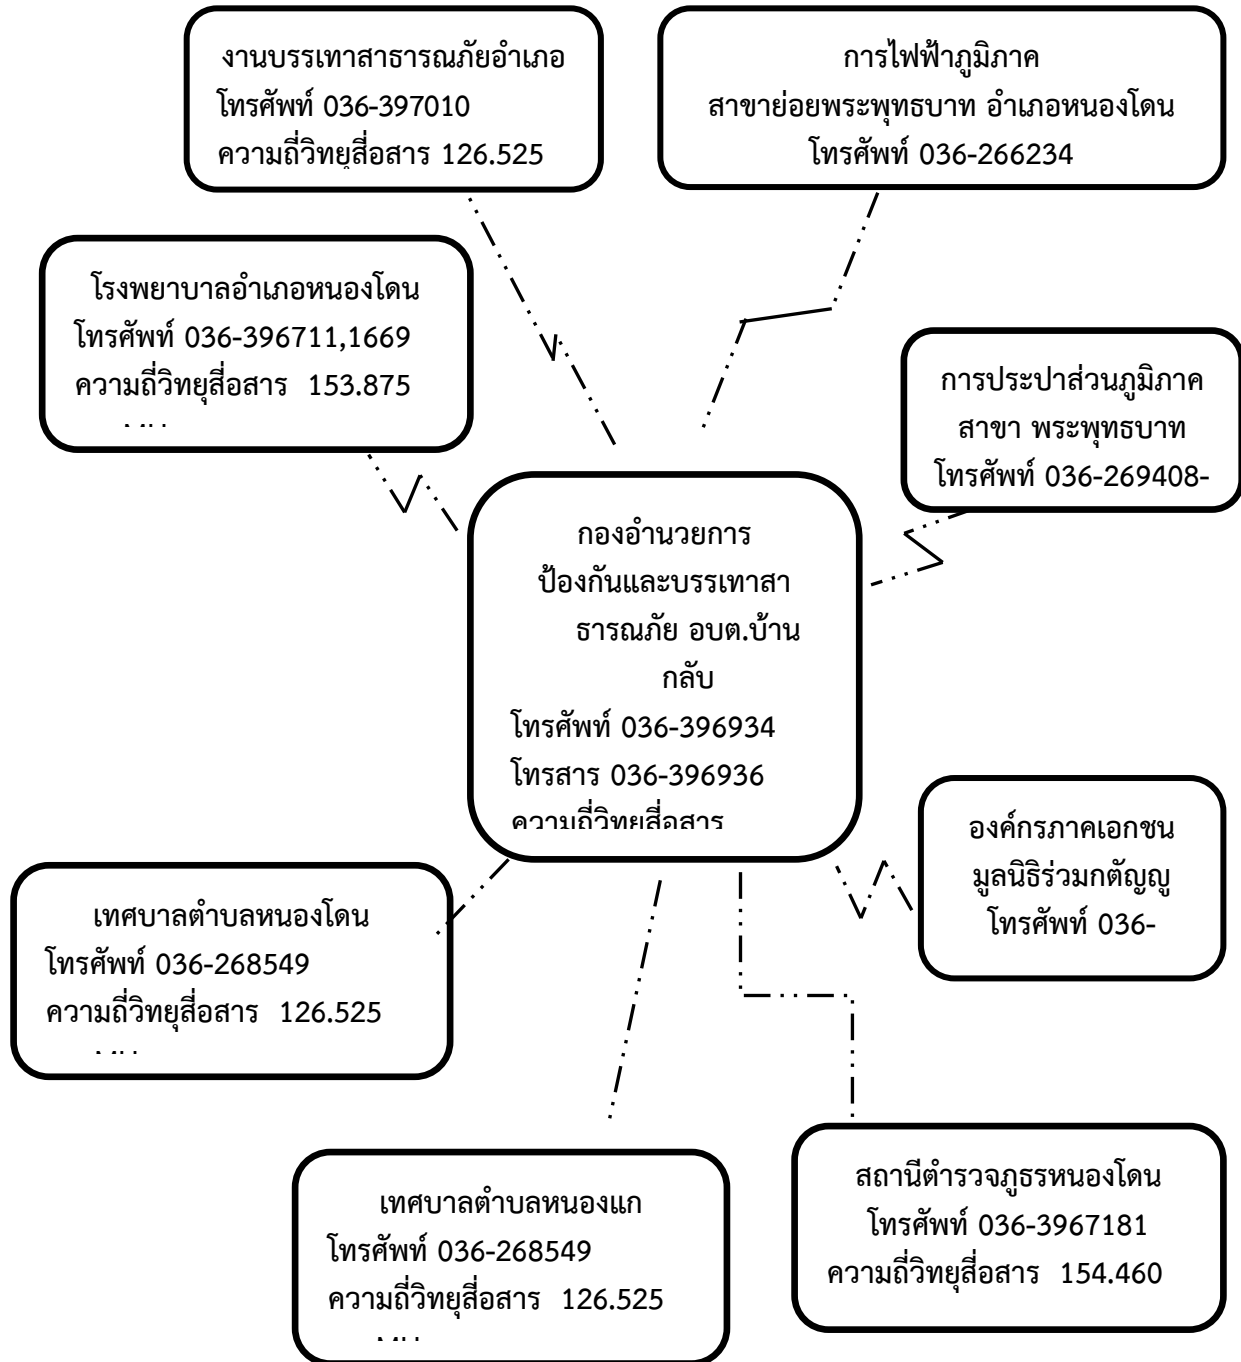 งานบรรเทาสาธารณภัยอำเภอ
โทรศัพท์ 036-397010
ความถี่วิทยุสื่อสาร 126.525
การไฟฟ้าภูมิภาค
สาขาย่อยพระพุทธบาท อำเภอหนองโดน
โทรศัพท์ 036-266234
โรงพยาบาลอำเภอหนองโดน
โทรศัพท์ 036-396711,1669
ความถี่วิทยุสื่อสาร 153.875
การประปาส่วนภูมิภาค
สาขา พระพุทธบาท
โทรศัพท์ 036-269408-
กองอำนวยการ
ป้องกันและบรรเทาสา
ธารณภัย อบต.บ้าน
กลับ
โทรศัพท์ 036-396934
โทรสาร 036-396936
ความถี่วิทยุสื่อสาร
องค์กรภาคเอกชน
มูลนิธิร่วมกตัญญู
โทรศัพท์ 036-
เทศบาลตำบลหนองโดน
โทรศัพท์ 036-268549
ความถี่วิทยุสื่อสาร 126.525
เทศบาลตำบลหนองแก
โทรศัพท์ 036-268549
ความถี่วิทยุสื่อสาร 126.525
สถานีตำรวจภูธรหนองโดน
โทรศัพท์ 036-3967181
ความถี่วิทยุสื่อสาร 154.460